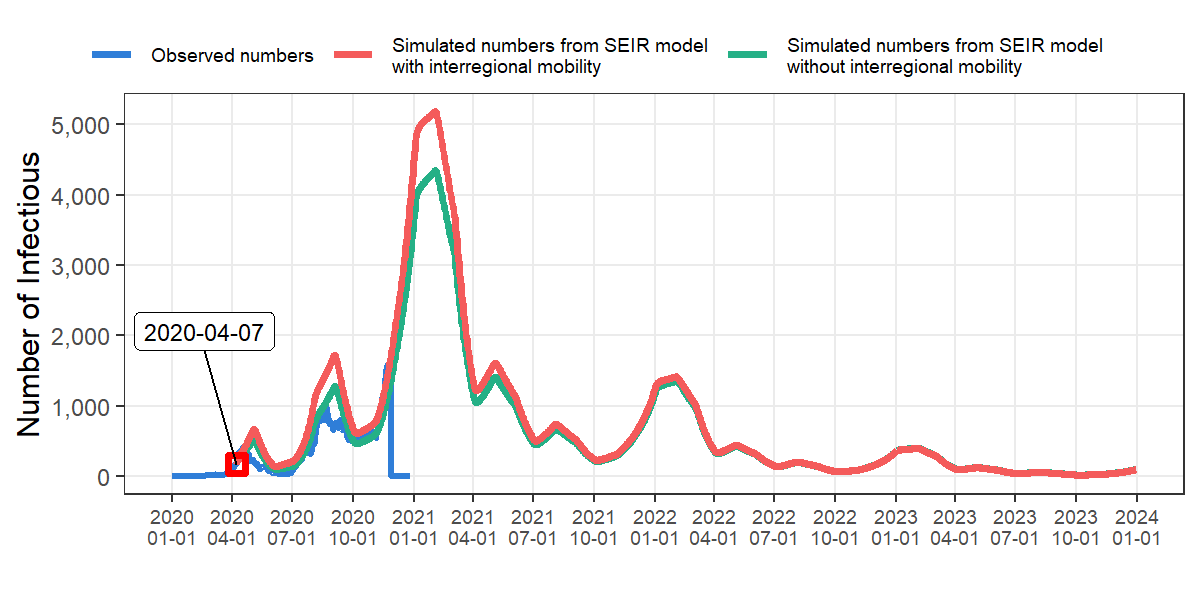 Observed numbers
Simulated numbers from SEIR model
with interregional mobility
Simulated numbers from SEIR model
without interregional mobility
Number of Infectious
5,000
4,000
3,000
2,000
1,000
0
2020-04-07
2020 2020 2020 2020 2021 2021 2021 2021 2022 2022 2022 2022 2023 2023 2023 2023 2024
01-01 04-01 07-01 10-01 01-01 04-01 07-01 10-01 01-01 04-01 07-01 10-01 01-01 04-01 07-01 10-01 01-01